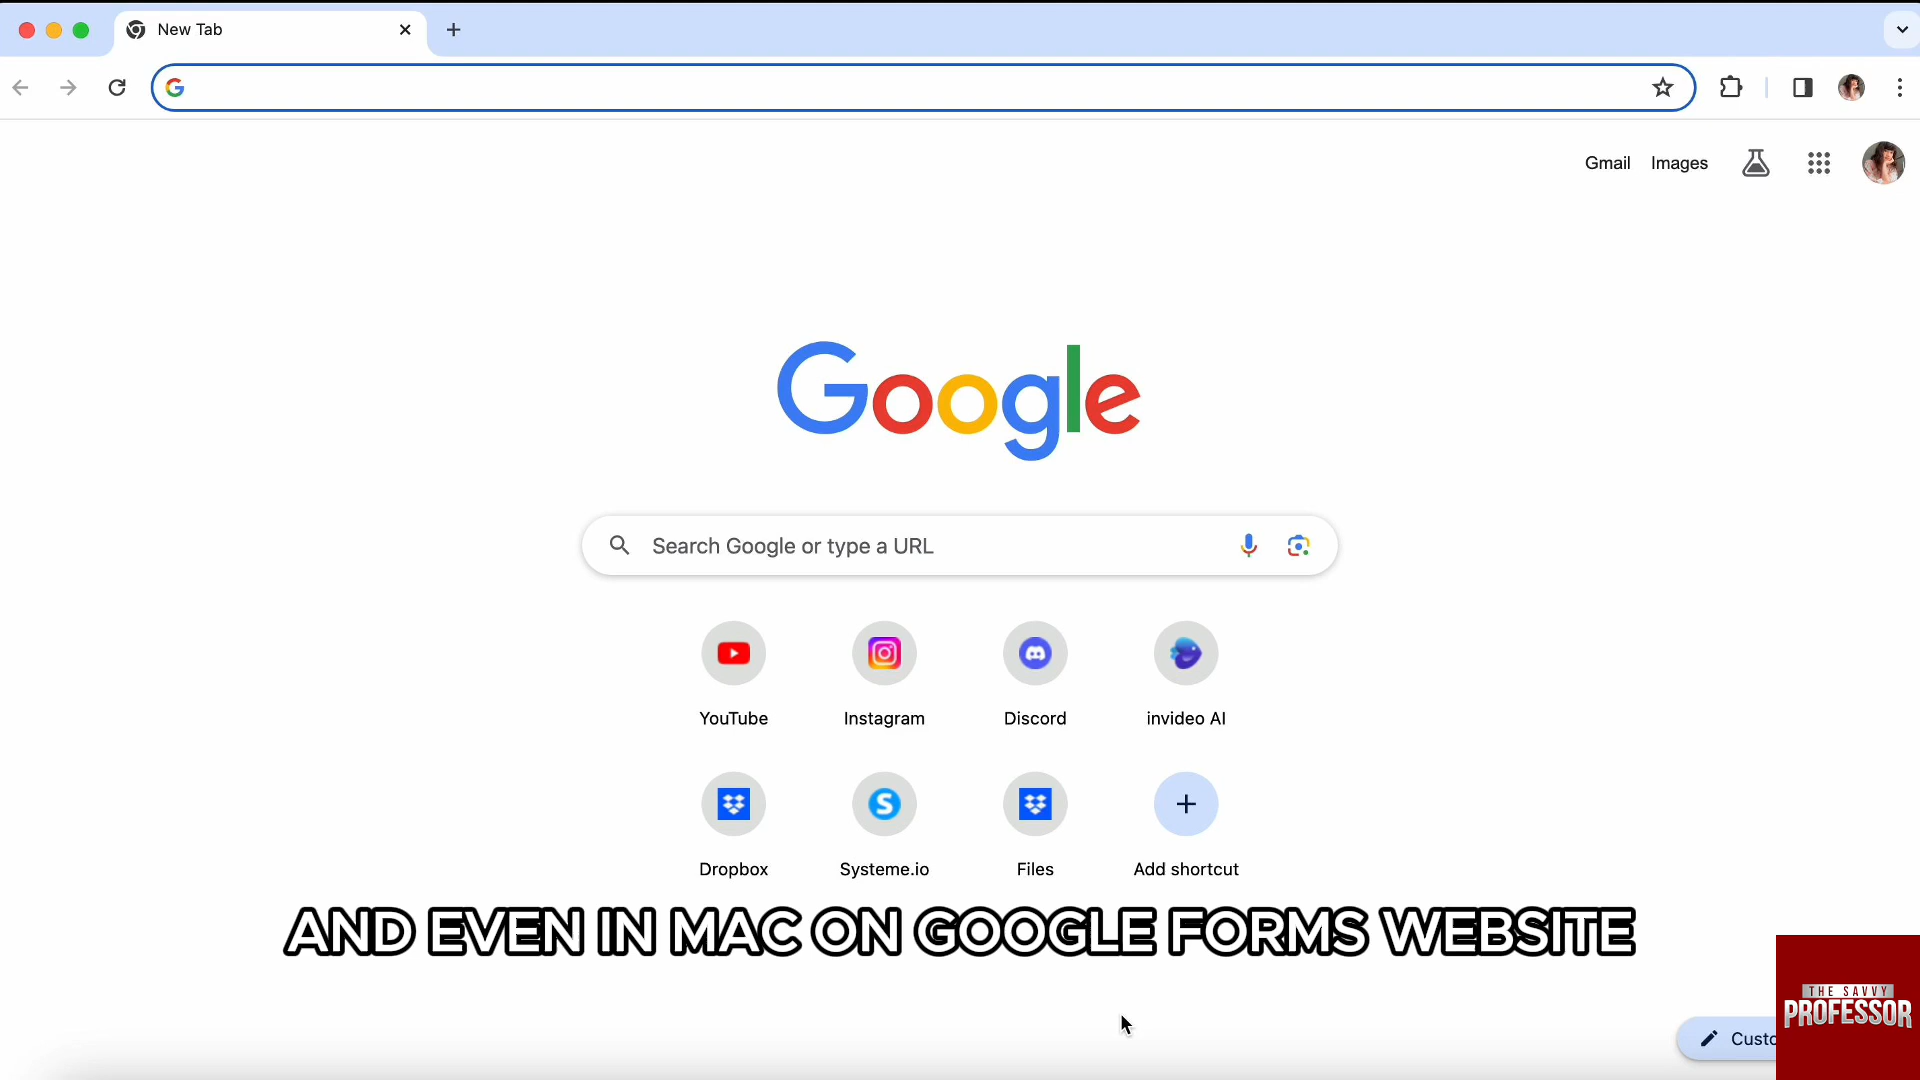 New Tab
Gmail Images
Google
Search Google or type a URL
YouTube Instagram Discord invideo AI
Dropbox Systeme.io Files Add shortcut
AND EVEN IN MAC ON GOOGLE FORMS WEBSITE
THE SAVVY
PROFESSOR
Custo